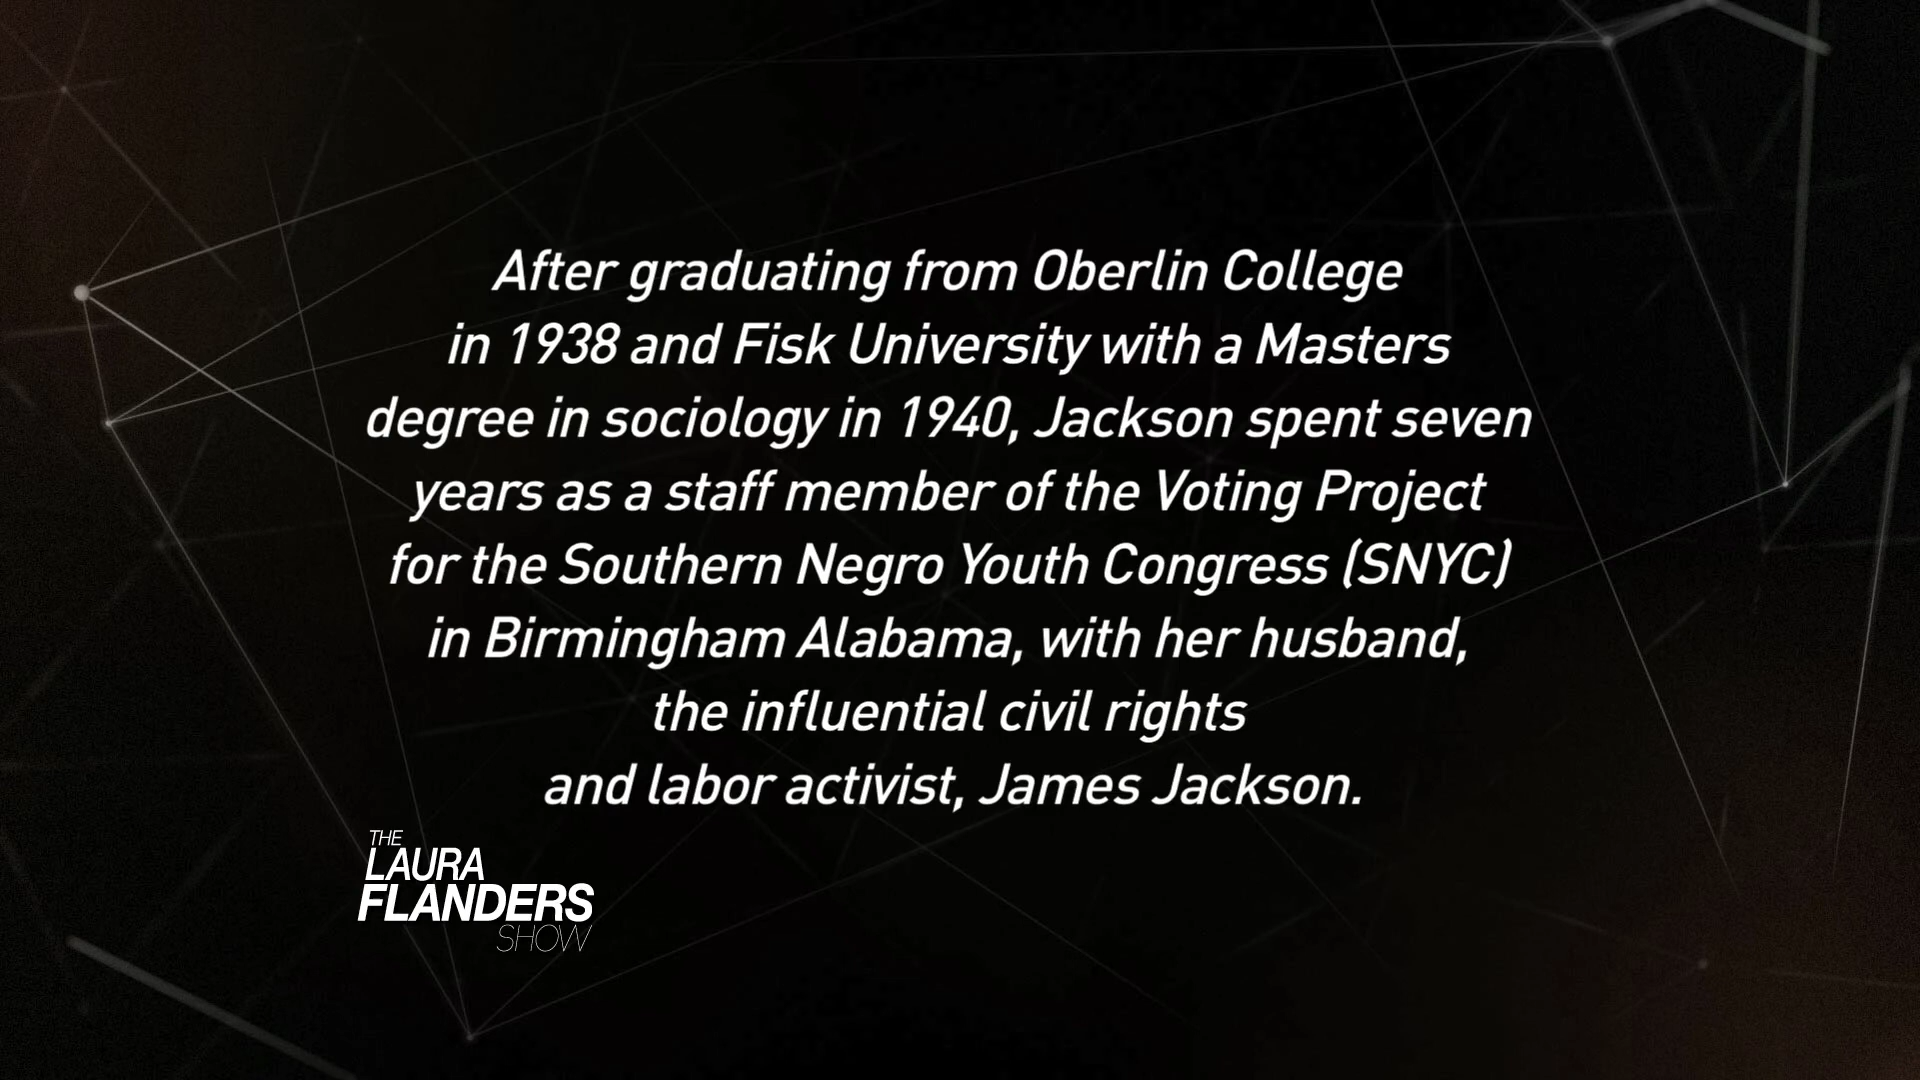 After graduating from Oberlin College
in 1938 and Fisk University with a Masters
degree in sociology in 1940, Jackson spent seven
years as a staff member of the Voting Project
for the Southern Negro Youth Congress (SNYC)
in Birmingham Alabama, with her husband,
the influential civil rights
and labor activist, James Jackson.
THE
LAURA
FLANDERS
SHOW